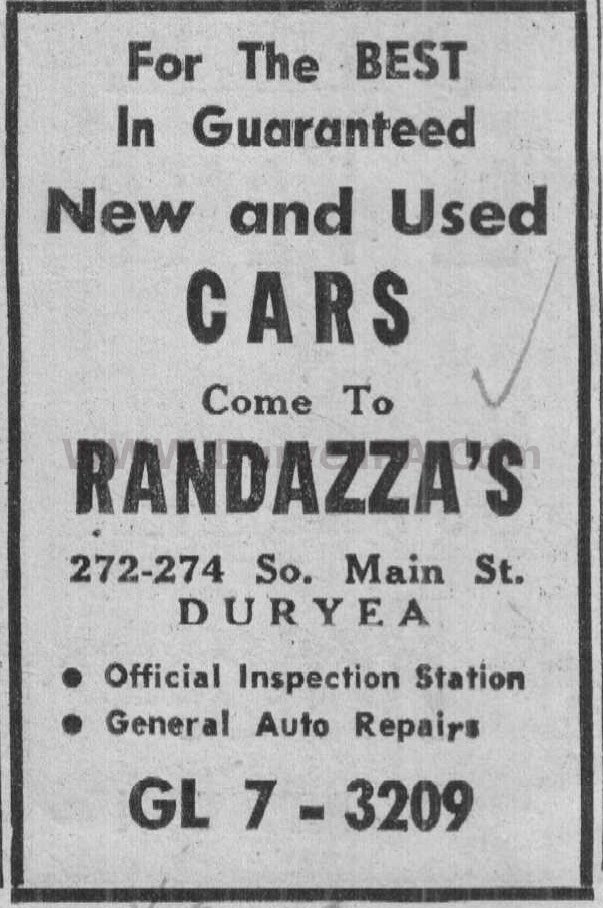 For The BEST
In Guaranteed
New and Used
CARS
Come To
RANDAZZA'S
272-274 So. Main St.
DURYEA
● Official Inspection Station
● General Auto Repairs
GL 7 - 3209